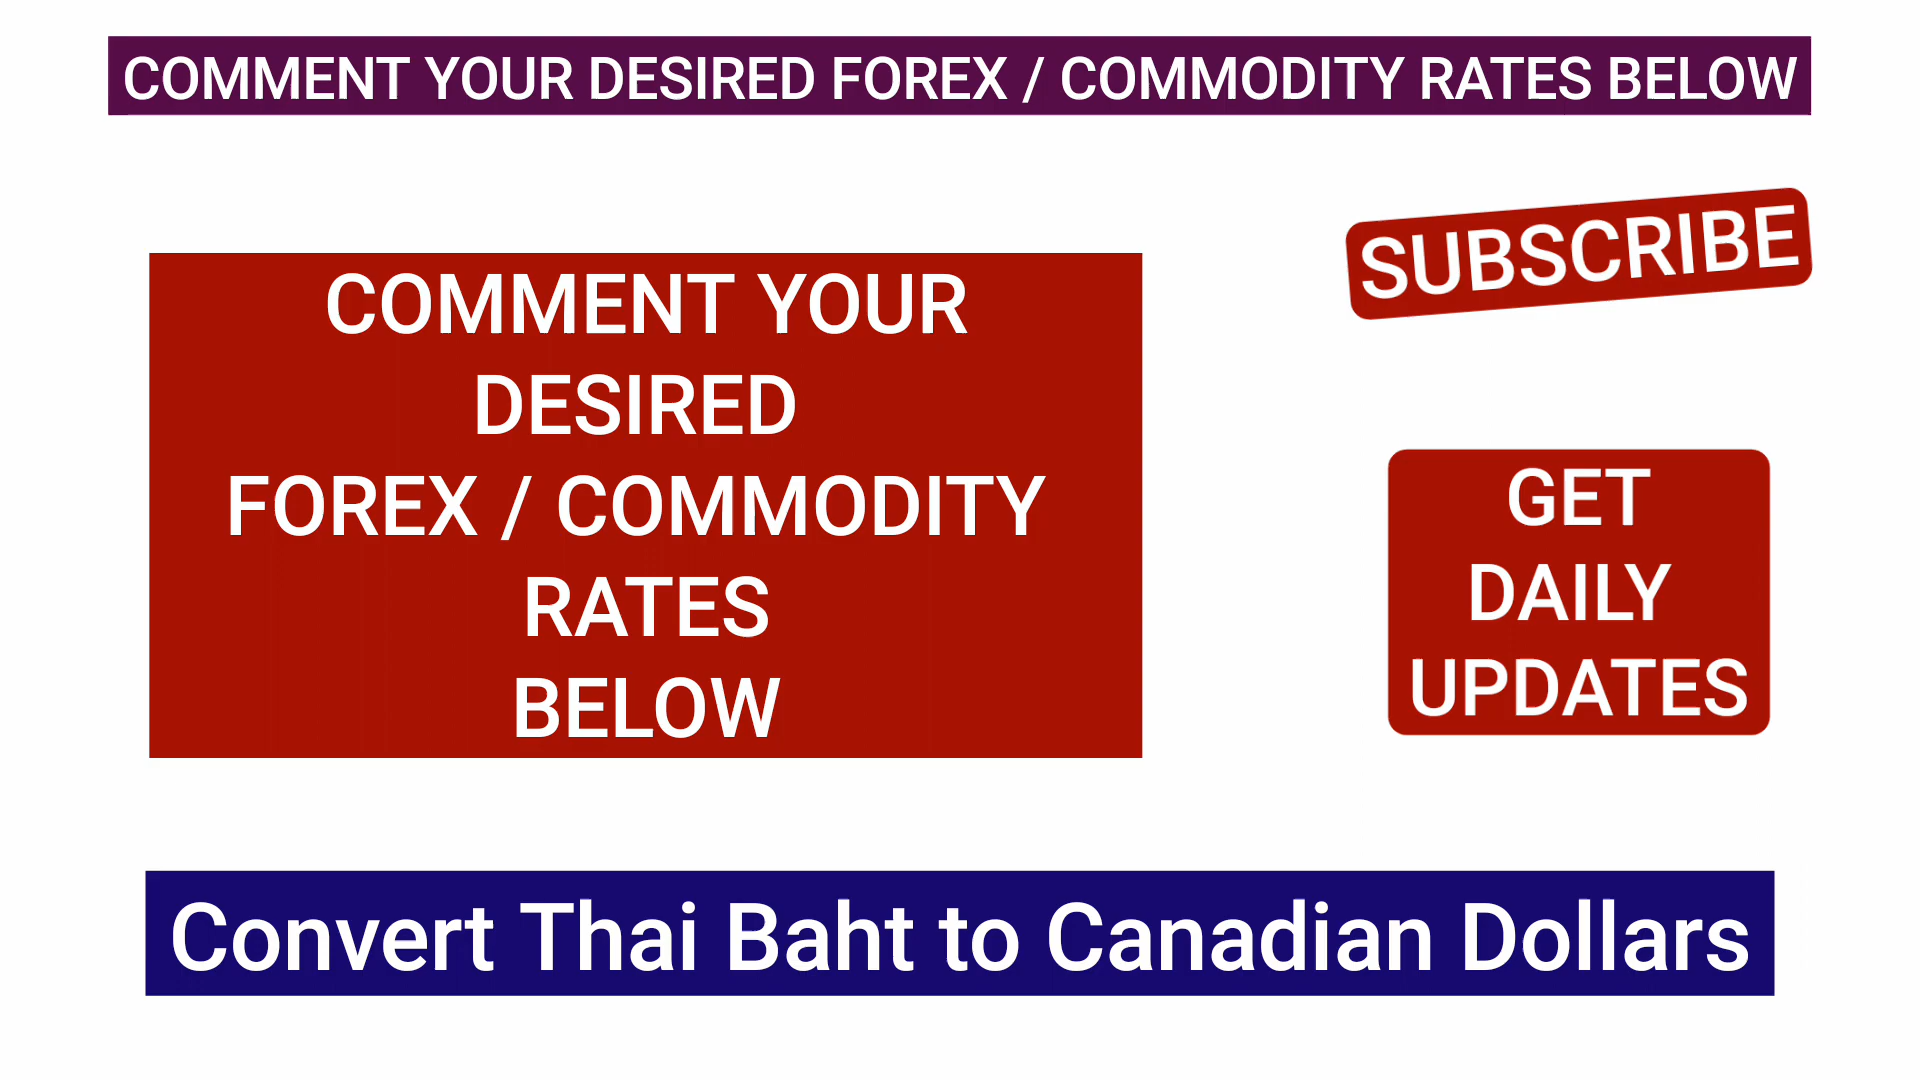 COMMENT YOUR DESIRED FOREX / COMMODITY RATES BELOW
COMMENT YOUR
DESIRED
FOREX / COMMODITY
RATES
BELOW
SUBSCRIBE
GET
DAILY
UPDATES
Convert Thai Baht to Canadian Dollars